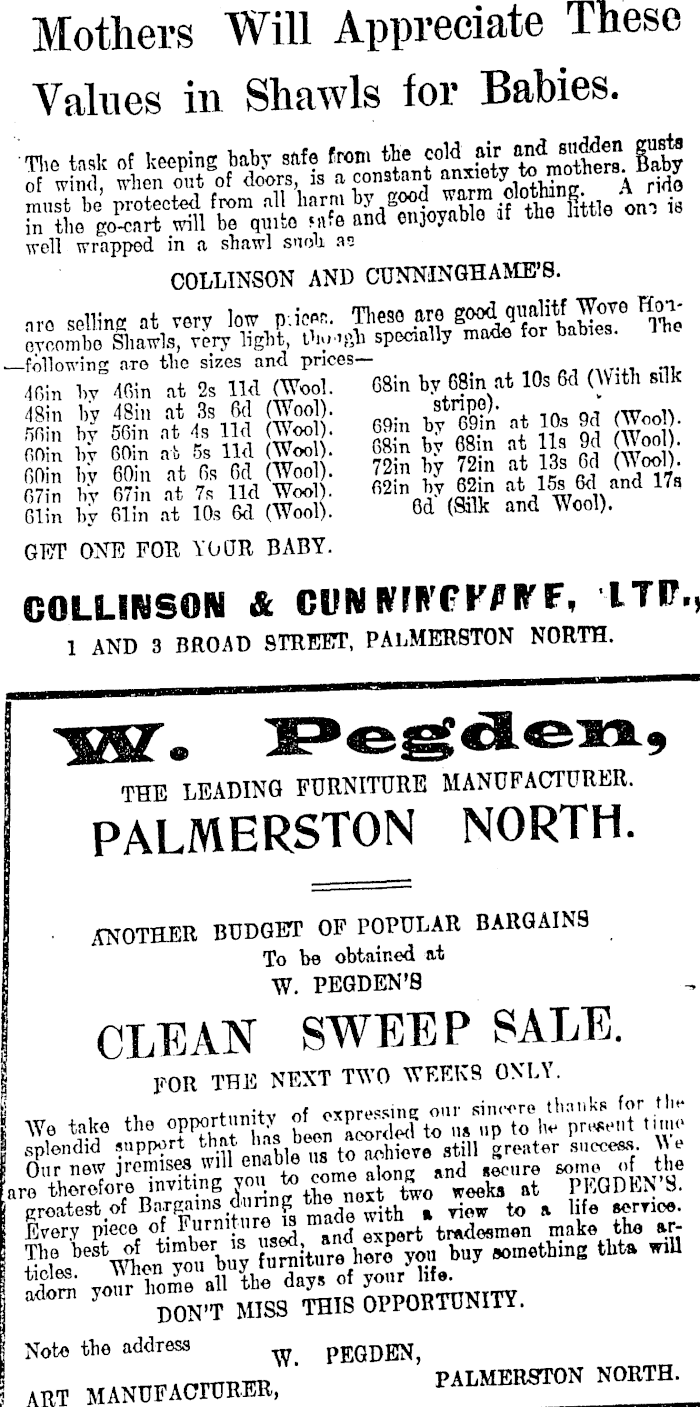 Mothers Will Appreciate These
Values in Shawls for Babies.
The task of keeping baby safe from the cold air and sudden gusts
of wind, when out of doors, is a constant anxiety to mothers. Baby
must be protected from all harm by good warm clothing. A ride
in the go-cart will be quite safe and enjoyable if the little one is
well wrapped in a shawl such as
COLLINSON AND CUNNINGHAME'S.
are selling at very low prices. These are good qualitf Wove Hon-
eycombe Shawls, very light, though specially made for babies. The
—following are the sizes and prices—
46in by 46in at 2s 11d (Wool.
48in by 48in at 3s 6d (Wool).
56in by 56in at 4s 11d (Wool).
60in by 60in at 5s 11d (Wool).
60in by 60in at 6s 6d (Wool).
67in by 67in at 7s 11d Wool).
61in by 61in at 10s 6d (Wool).
68in by 68in at 10s 6d (With silk
stripe).
69in by 69in at 10s 9d (Wool).
68in by 68in at 11s 9d (Wool).
72in by 72in at 13s 6d (Wool).
62in by 62in at 15s 6d and 17s
6d (Silk and Wool).
GET ONE FOR YOUR BABY.
COLLINSON & CUNNINGHAME, LTD.,
1 AND 3 BROAD STREET, PALMERSTON NORTH.
W. Pegden,
THE LEADING FURNITURE MANUFACTURER.
PALMERSTON NORTH.
ANOTHER BUDGET OF POPULAR BARGAINS
To be obtained at
W. PEGDEN'S
CLEAN SWEEP SALE.
FOR THE NEXT TWO WEEKS ONLY.
We take the opportunity of expressing our sincere thanks for the
splendid support that has been acorded to us up to he present time
Our new jremises will enable us to achieve still greater success. We
are therefore inviting you to come along and secure some of the
greatest of Bargains during the next two weeks at PEGDEN'S.
Every piece of Furniture is made with a view to a life service.
The best of timber is used, and expert tradesmen make the ar-
ticles. When you buy furniture here you buy something thta will
adorn your home all the days of your life.
DON'T MISS THIS OPPORTUNITY.
Note the address
W. PEGDEN,
ART MANUFACTURER, PALMERSTON NORTH.